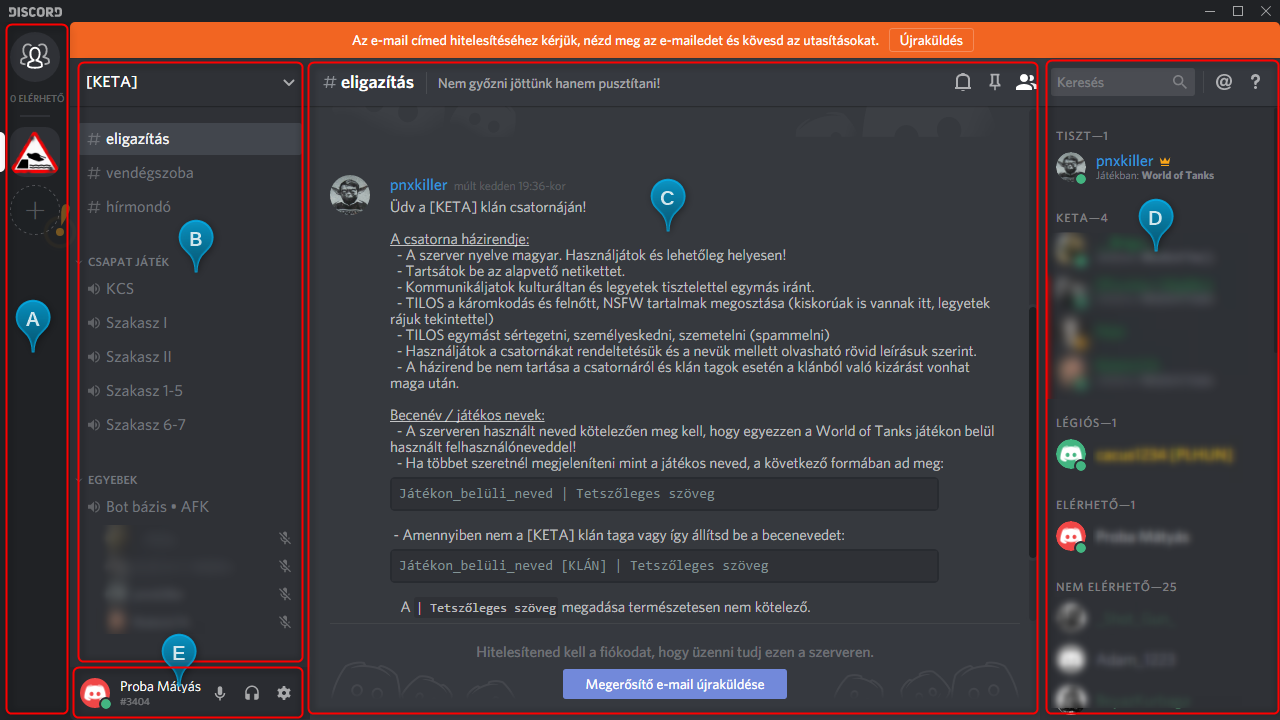 DISCORD
Az e-mail címed hitelesítéséhez kérjük, nézd meg az e-mailedet és kövesd az utasításokat.
Újraküldés
0 ELÉRHETŐ
A
[KETA]
# eligazítás
# vendégszoba
# hírmondó
B
CSAPAT JÁTÉK
KCS
Szakasz I
Szakasz II
Szakasz 1-5
Szakasz 6-7
EGYEBEK
Bot bázis • AFK
E
Proba Mátyás
#3404
# eligazítás
Nem győzni jöttünk hanem pusztítani!
C
pnxkiller múlt kedden 19:36-kor
Üdv a [KETA] klán csatornáján!
A csatorna házirendje:
- A szerver nyelve magyar. Használjátok és lehetőleg helyesen!
- Tartsátok be az alapvető netikettet.
- Kommunikáljatok kulturáltan és legyetek tisztelettel egymás iránt.
- TILOS a káromkodás és felnőtt, NSFW tartalmak megosztása (kiskorúak is vannak itt, legyetek
rájuk tekintettel)
- TILOS egymást sértegetni, személyeskedni, szemetelni (spammelni)
- Használjátok a csatornákat rendeltetésük és a nevük mellett olvasható rövid leírásuk szerint.
- A házirend be nem tartása a csatornáról és klán tagok esetén a klánból való kizárást vonhat
maga után.
Becenév / játékos nevek:
- A szerveren használt neved kötelezően meg kell, hogy egyezzen a World of Tanks játékon belül
használt felhasználóneveddel!
- Ha többet szeretnél megjeleníteni mint a játékos neved, a következő formában ad meg:
Játékon_belüli_neved | Tetszőleges szöveg
- Amennyiben nem a [KETA] klán taga vagy így állítsd be a becenevedet:
Játékon_belüli_neved [KLÁN] | Tetszőleges szöveg
A | Tetszőleges szöveg megadása természetesen nem kötelező.
Hitelesítened kell a fiókodat, hogy üzenni tudj ezen a szerveren.
Megerősítő e-mail újraküldése
Keresés
@ ?
TISZT—1
pnxkiller
Játékban: World of Tanks
KETA—4
D
LÉGIÓS—1
ELÉRHETŐ—1
Proba Mátyás
NEM ELÉRHETŐ—25